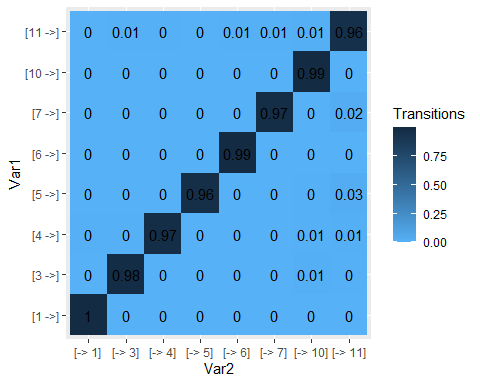 [11 ->] 0 0.01 0 0 0.01 0.01 0.01 0.96
[10 ->] 0 0 0 0 0 0 0.99 0
[7 ->] 0 0 0 0 0 0.97 0 0.02
[6 ->] 0 0 0 0 0.99 0 0 0
[5 ->] 0 0 0 0.96 0 0 0 0.03
[4 ->] 0 0 0.97 0 0 0 0.01 0.01
[3 ->] 0 0.98 0 0 0 0 0.01 0
[1 ->] 1 0 0 0 0 0 0 0
[-> 1] [-> 3] [-> 4] [-> 5] [-> 6] [-> 7] [-> 10] [-> 11]
Var2
Var1
Transitions
0.75
0.50
0.25
0.00